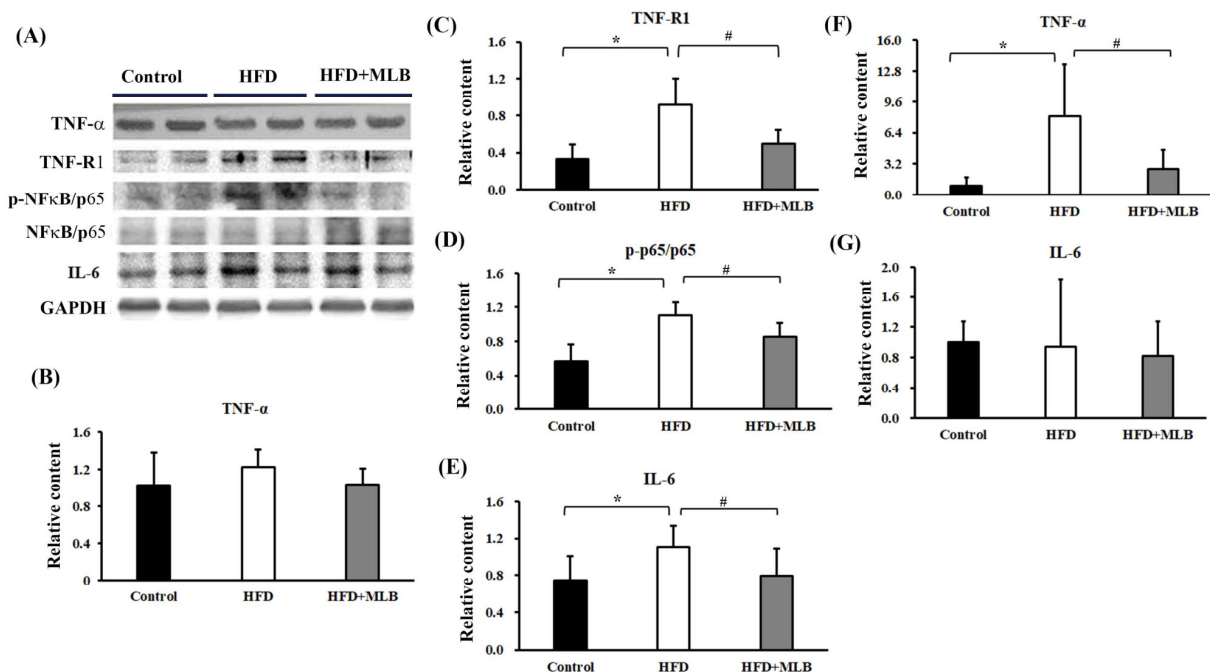 (A)
Control HFD HFD+MLB
TNF-α
TNF-R1
p-NFκB/p65
NFκB/p65
IL-6
GAPDH
(B)
TNF-α
Relative content
1.6
1.2
0.8
0.4
0
Control HFD HFD+MLB
(C)
TNF-R1
Relative content
1.6
1.2
0.8
0.4
0.0
* #
Control HFD HFD+MLB
(D)
p-p65/p65
Relative content
1.6
1.2
0.8
0.4
0.0
* #
Control HFD HFD+MLB
(E)
IL-6
Relative content
1.6
1.2
0.8
0.4
0.0
* #
Control HFD HFD+MLB
(F)
TNF-α
Relative content
16.0
12.8
9.6
6.4
3.2
0.0
* #
Control HFD HFD+MLB
(G)
IL-6
Relative content
2.0
1.6
1.2
0.8
0.4
0.0
Control HFD HFD+MLB